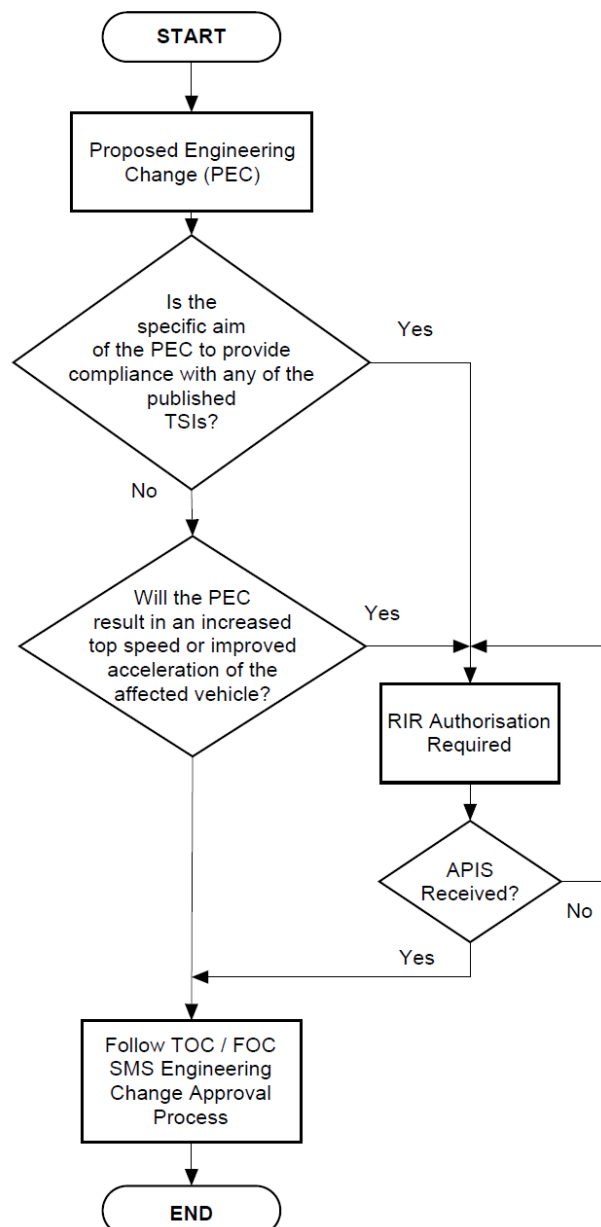 START
Proposed Engineering
Change (PEC)
Is the
specific aim
of the PEC to provide
compliance with any of the
published
TSIs?
Yes
No
Will the PEC
result in an increased
top speed or improved
acceleration of the
affected vehicle?
Yes
RIR Authorisation
Required
APIS
Received?
No
Yes
Follow TOC / FOC
SMS Engineering
Change Approval
Process
END